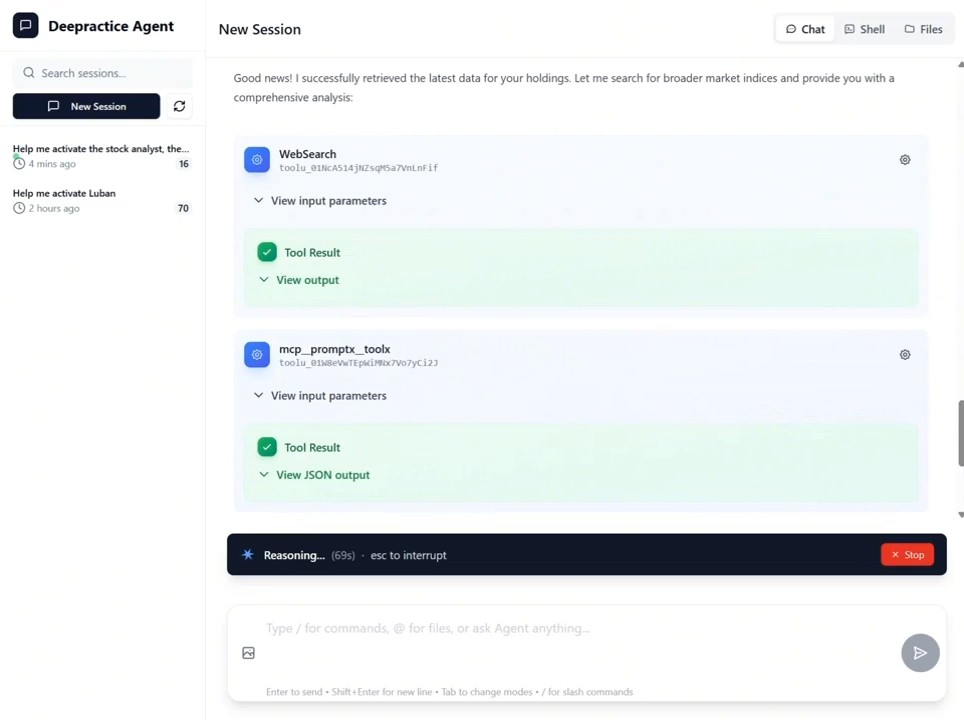 Deepractice Agent
Search sessions...
New Session
Help me activate the stock analyst, the...
4 mins ago
16
Help me activate Luban
2 hours ago
70
New Session
Chat
Shell
Files
Good news! I successfully retrieved the latest data for your holdings. Let me search for broader market indices and provide you with a
comprehensive analysis:
WebSearch
toolu_01NcA514jNZsqM5a7VnLnFif
View input parameters
Tool Result
View output
mcp__promptx__toolx
toolu_01W8eVwTEpWiMNx7Vo7yCi2J
View input parameters
Tool Result
View JSON output
Reasoning... (69s) · esc to interrupt
Stop
Type / for commands, @ for files, or ask Agent anything...
Enter to send • Shift+Enter for new line • Tab to change modes • / for slash commands